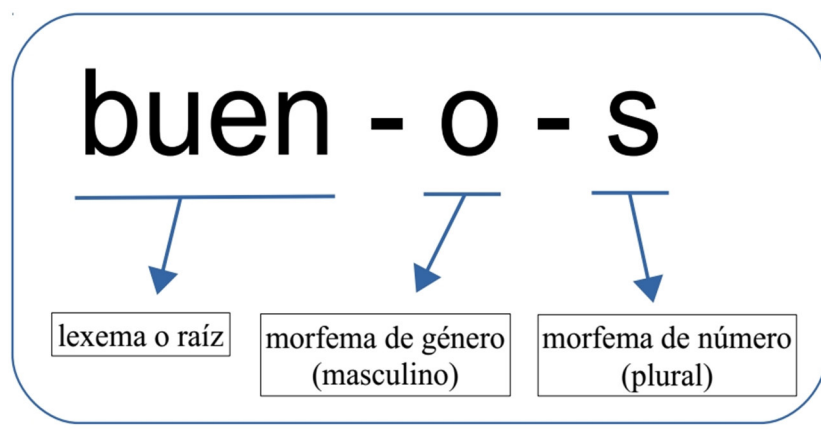 buen - o - s
lexema o raíz
morfema de género
(masculino)
morfema de número
(plural)